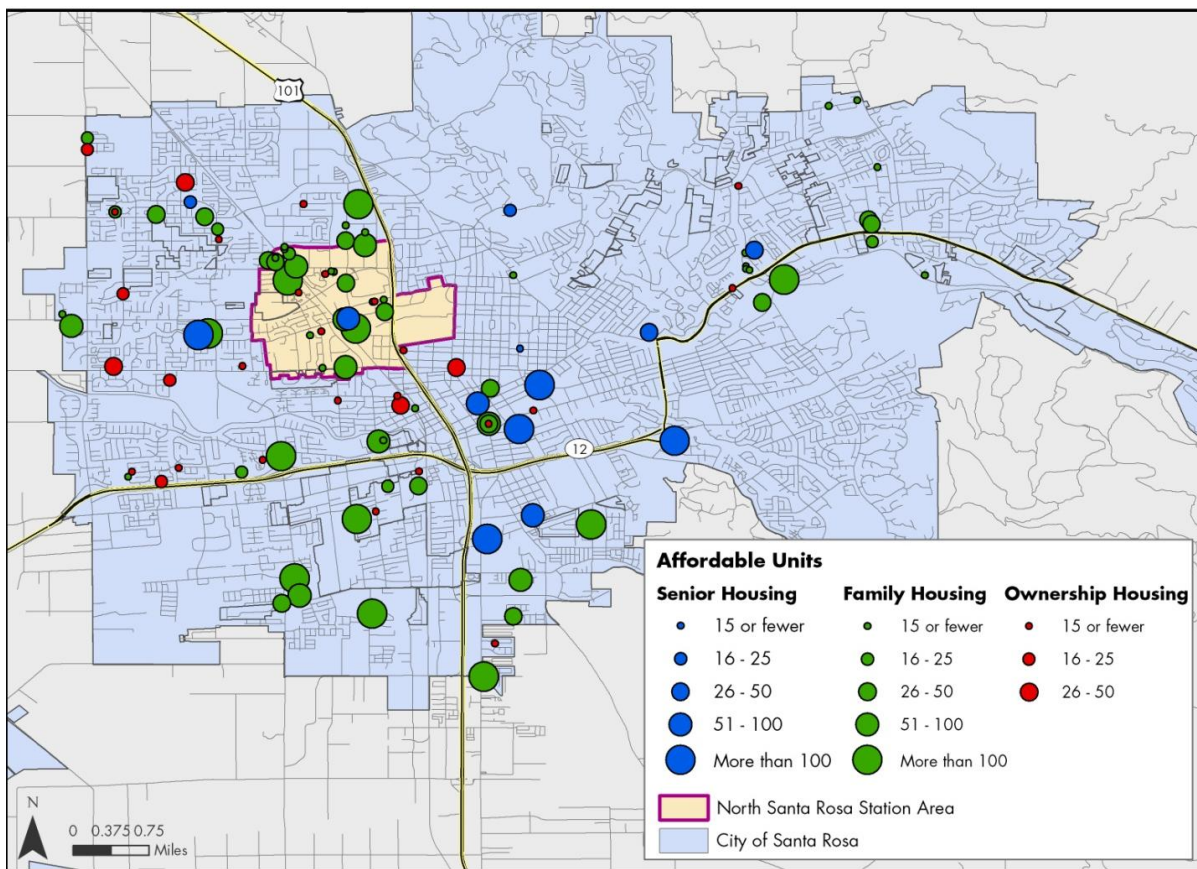 101
12
Affordable Units
Senior Housing Family Housing Ownership Housing
15 or fewer 15 or fewer 15 or fewer
16 - 25 16 - 25 16 - 25
26 - 50 26 - 50 26 - 50
51 - 100 51 - 100
More than 100 More than 100
North Santa Rosa Station Area
City of Santa Rosa
N
0 0.375 0.75
Miles